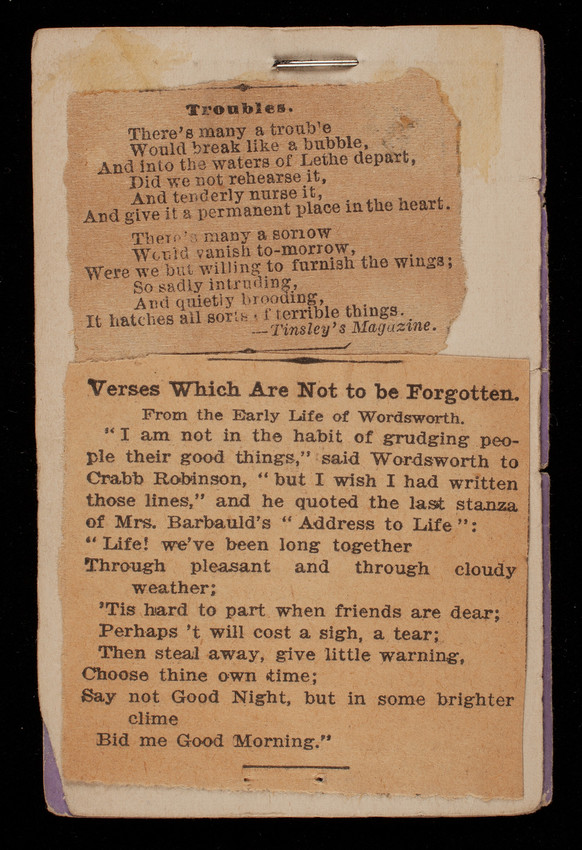 Troubles.
There's many a troub'e
Would break like a bubble,
And into the waters of Lethe depart,
Did we not rehearse it,
And tenderly nurse it,
And give it a permanent place in the heart.
There's many a sorrow
Would vanish to-morrow,
Were we but willing to furnish the wings;
So sadly intruding,
And quietly brooding,
It hatches all sorts of terrible things.
—Tinsley's Magazine.
Verses Which Are Not to be Forgotten.
From the Early Life of Wordsworth.
"I am not in the habit of grudging peo-
ple their good things," said Wordsworth to
Crabb Robinson, "but I wish I had written
those lines," and he quoted the last stanza
of Mrs. Barbauld's "Address to Life":
"Life! we've been long together
Through pleasant and through cloudy
weather;
'Tis hard to part when friends are dear;
Perhaps 't will cost a sigh, a tear;
Then steal away, give little warning,
Choose thine own time;
Say not Good Night, but in some brighter
clime
Bid me Good Morning."